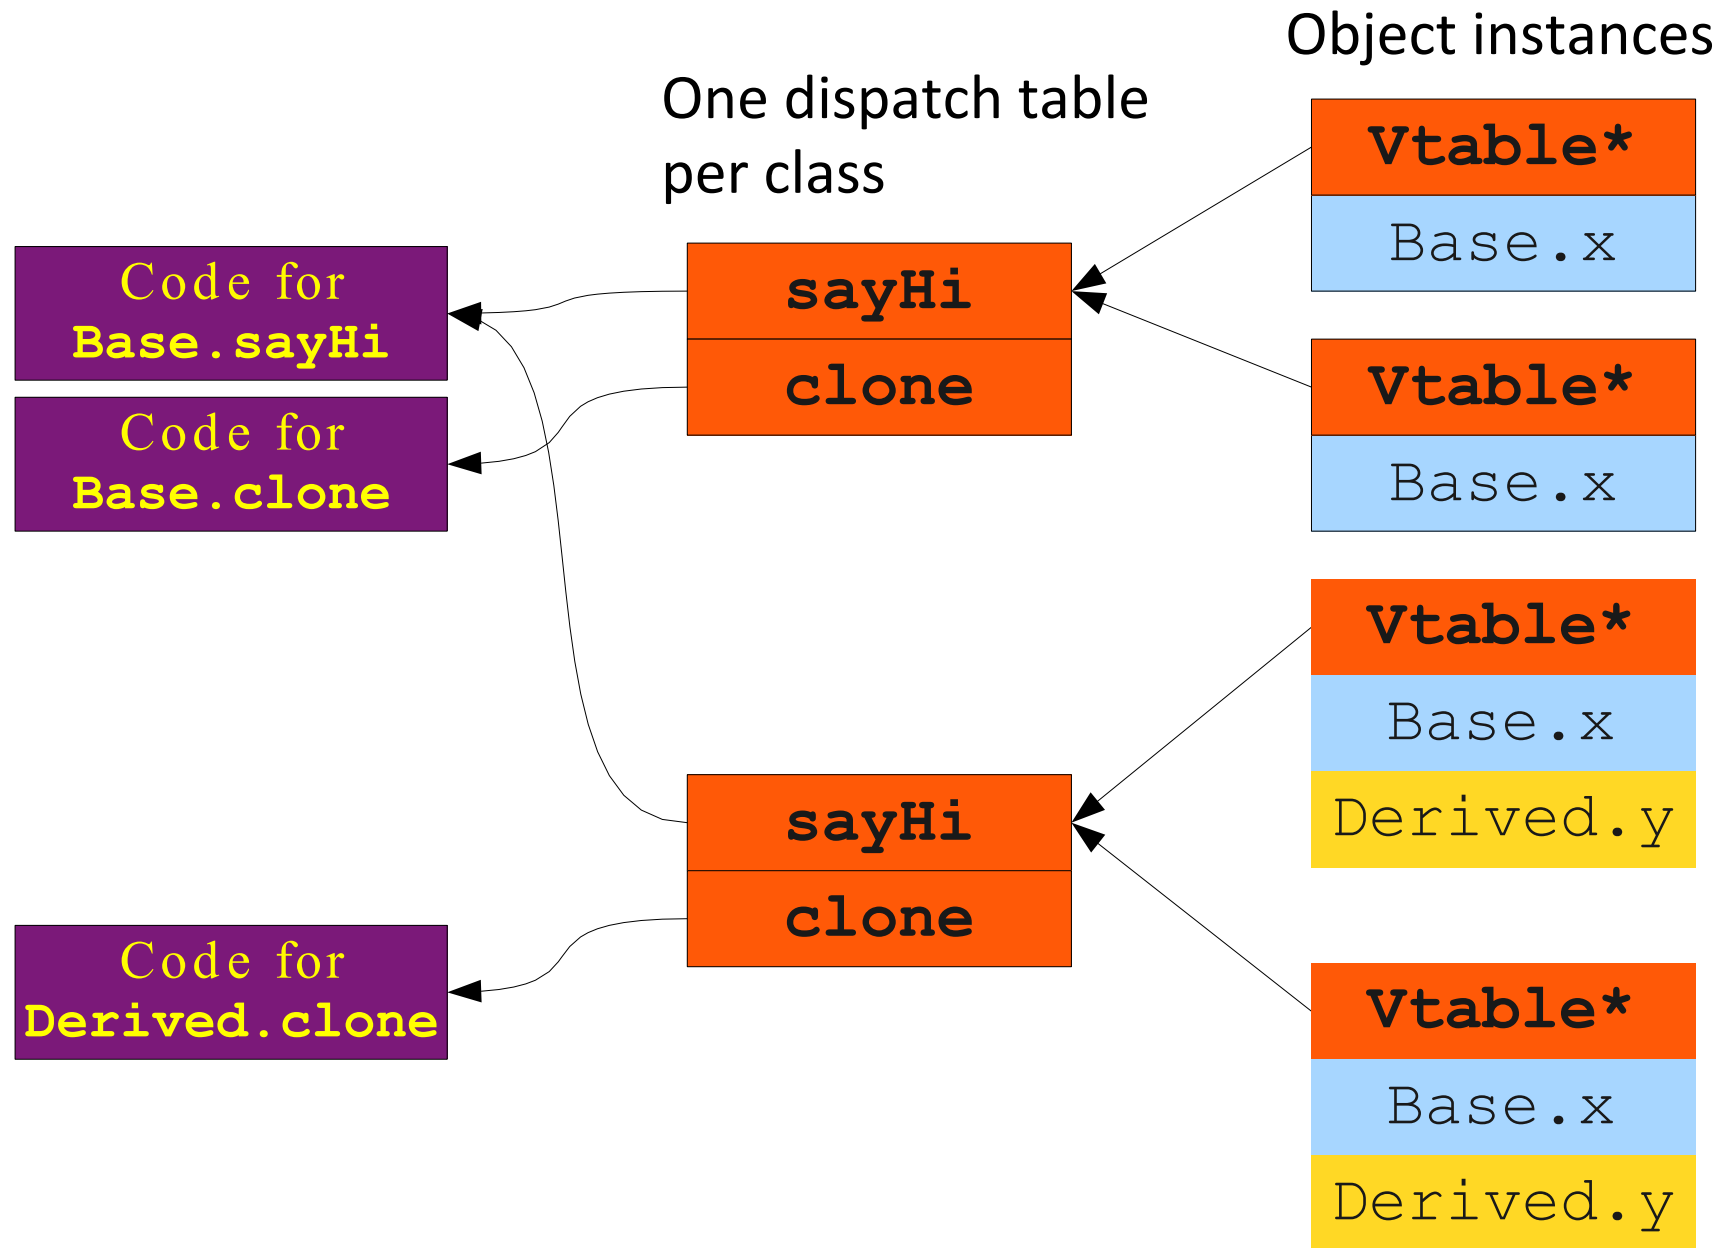 Object instances
One dispatch table
per class
Vtable*
Base.x
Code for
Base.sayHi
sayHi
clone
Vtable*
Base.x
Code for
Base.clone
Vtable*
Base.x
Derived.y
sayHi
clone
Code for
Derived.clone
Vtable*
Base.x
Derived.y